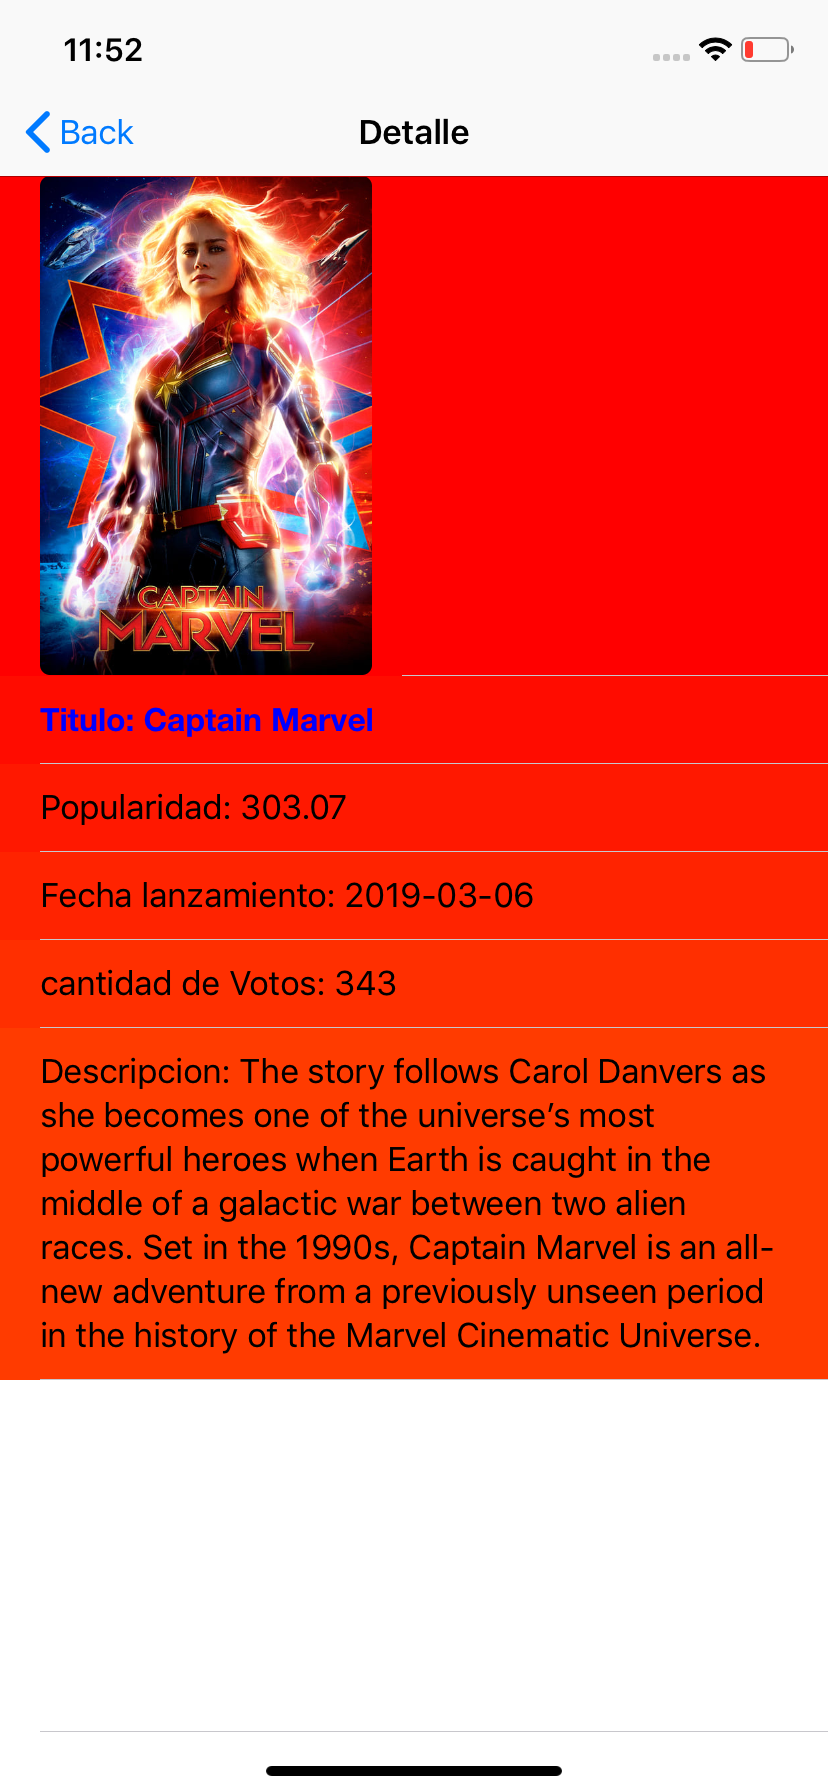 11:52
Back
Detalle
CAPTAIN
MARVEL
Titulo: Captain Marvel
Popularidad: 303.07
Fecha lanzamiento: 2019-03-06
cantidad de Votos: 343
Descripcion: The story follows Carol Danvers as
she becomes one of the universe’s most
powerful heroes when Earth is caught in the
middle of a galactic war between two alien
races. Set in the 1990s, Captain Marvel is an all-
new adventure from a previously unseen period
in the history of the Marvel Cinematic Universe.